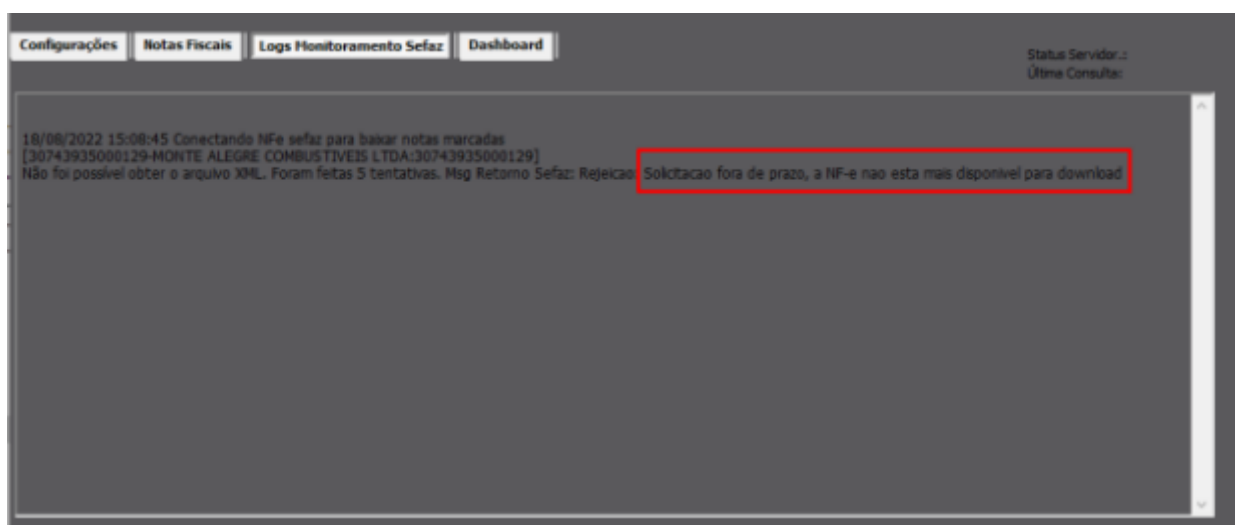 Configurações Notas Fiscais Logs Monitoramento Sefaz Dashboard
Status Servidor..:
Última Consulta:
18/08/2022 15:08:45 Conectando NFe sefaz para baixar notas marcadas
[30743935000129-MONTE ALEGRE COMBUSTIVEIS LTDA:30743935000129]
Não foi possível obter o arquivo XML. Foram feitas 5 tentativas. Msg Retorno Sefaz: Rejeicao: Solicitacao fora de prazo, a NF-e nao esta mais disponivel para download